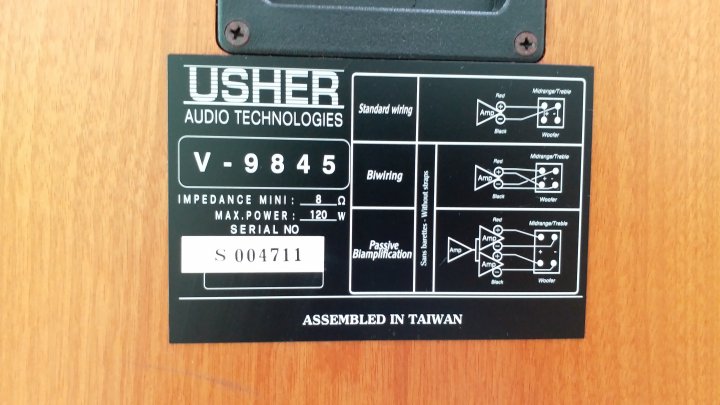 USHER
AUDIO TECHNOLOGIES
V-9845
IMPEDANCE MINI: 8 Ω
MAX.POWER: 120 W
SERIAL NO
S 004711
Standard wiring
Red
Amp
Black
Midrange/Treble
Woofer
Biwiring
Red
Amp
Black
Midrange/Treble
Woofer
Sans barettes - Without straps
Passive
Biamplification
Red
Amp
Amp
Amp
Black
Midrange/Treble
Woofer
ASSEMBLED IN TAIWAN